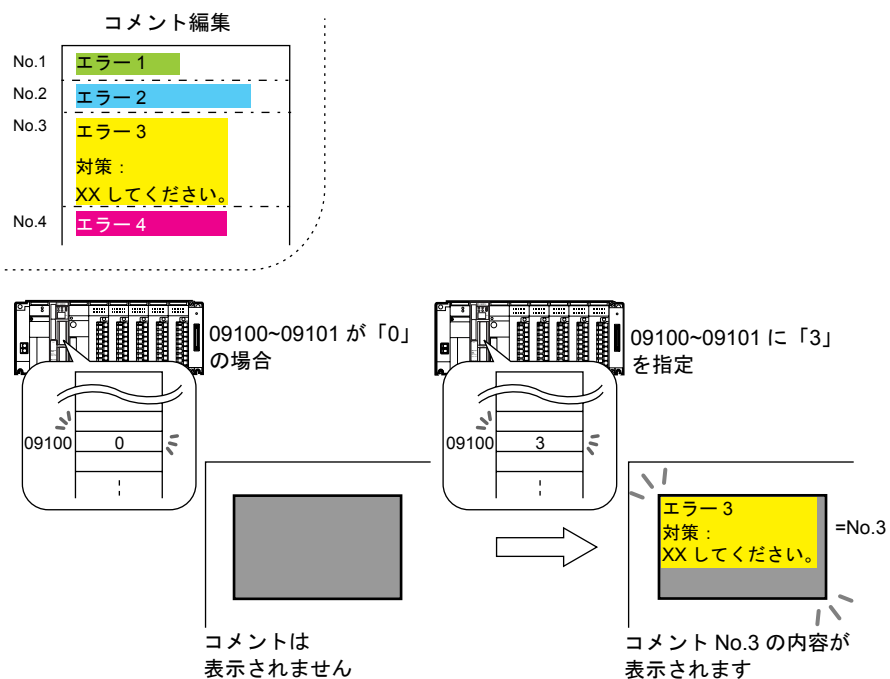 コメント編集
No.1
エラー 1
No.2
エラー 2
No.3
エラー 3
対策：
XX してください。
No.4
エラー 4
09100~09101 が「0」
の場合
09100
0
09100~09101 に「3」
を指定
09100
3
コメントは
表示されません
エラー 3
対策：
XX してください。
=No.3
コメント No.3 の内容が
表示されます